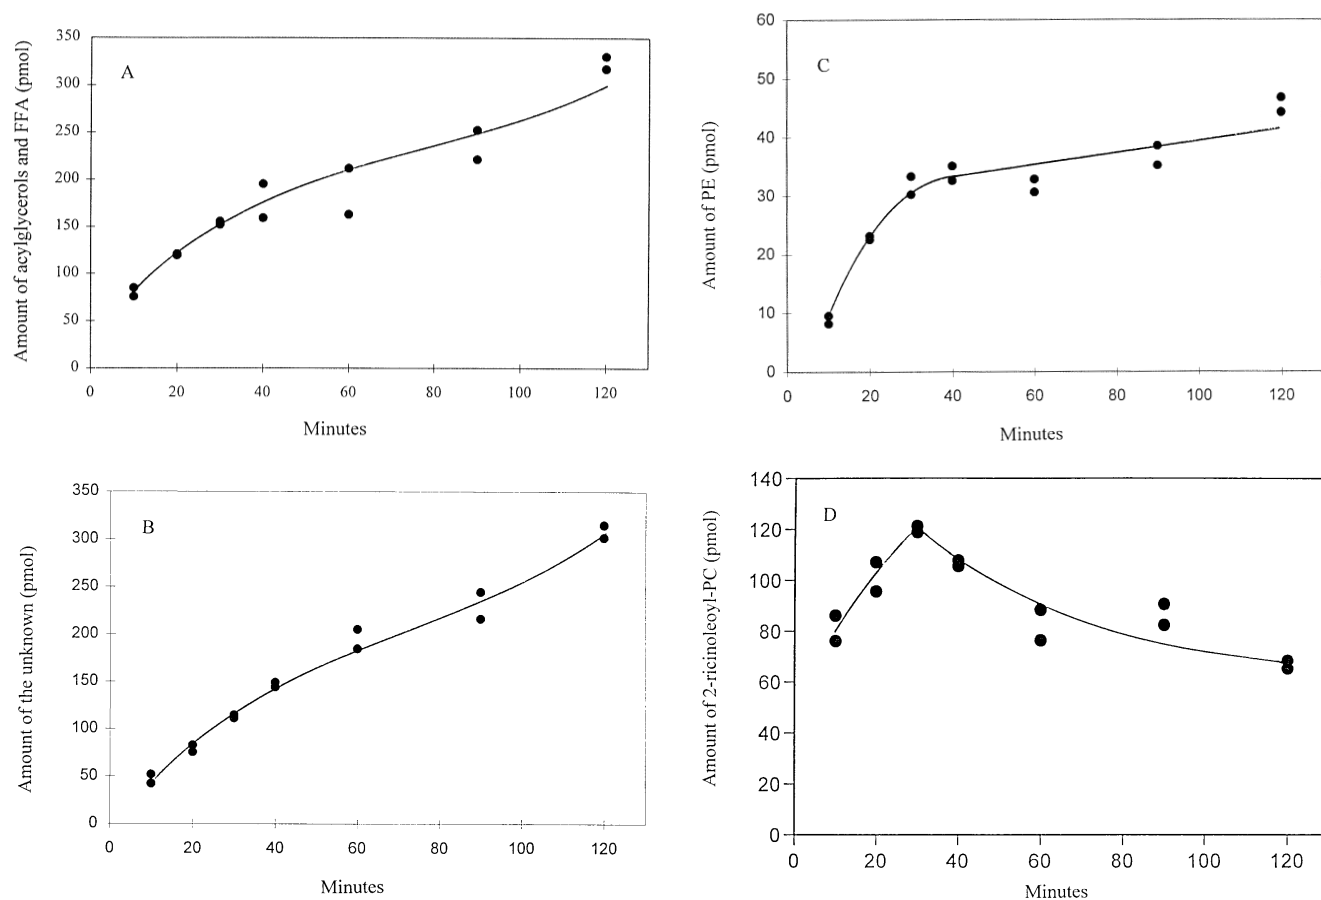 Amount of acylglycerols and FFA (pmol)
350
300
250
200
150
100
50
0
A
0 20 40 60 80 100 120
Minutes
Amount of PE (pmol)
60
50
40
30
20
10
0
C
0 20 40 60 80 100 120
Minutes
Amount of the unknown (pmol)
350
300
250
200
150
100
50
0
B
0 20 40 60 80 100 120
Minutes
Amount of 2-ricinoleoyl-PC (pmol)
140
120
100
80
60
40
20
0
D
0 20 40 60 80 100 120
Minutes